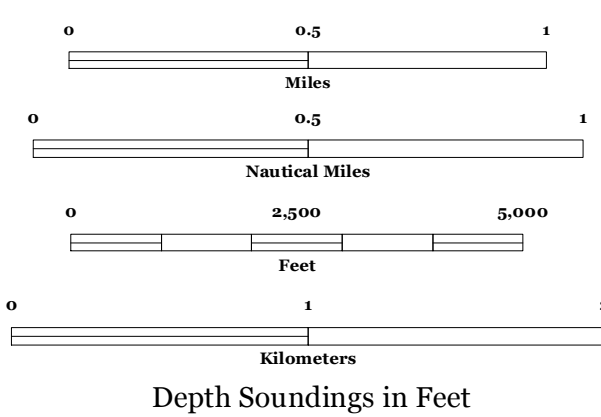 0 0.5 1
Miles
0 0.5 1
Nautical Miles
0 2,500 5,000
Feet
0 1
Kilometers
Depth Soundings in Feet